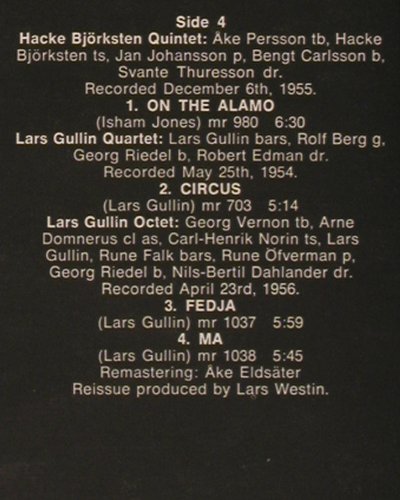 Side 4
Hacke Björksten Quintet: Åke Persson tb, Hacke
Björksten ts, Jan Johansson p, Bengt Carlsson b,
Svante Thuresson dr.
Recorded December 6th, 1955.
1. ON THE ALAMO
(Isham Jones) mr 980 6:30
Lars Gullin Quartet: Lars Gullin bars, Rolf Berg g,
Georg Riedel b, Robert Edman dr.
Recorded May 25th, 1954.
2. CIRCUS
(Lars Gullin) mr 703 5:14
Lars Gullin Octet: Georg Vernon tb, Arne
Domnerus cl as, Carl-Henrik Norin ts, Lars
Gullin, Rune Falk bars, Rune Öfverman p,
Georg Riedel b, Nils-Bertil Dahlander dr.
Recorded April 23rd, 1956.
3. FEDJA
(Lars Gullin) mr 1037 5:59
4. MA
(Lars Gullin) mr 1038 5:45
Remastering: Åke Eldsäter
Reissue produced by Lars Westin.